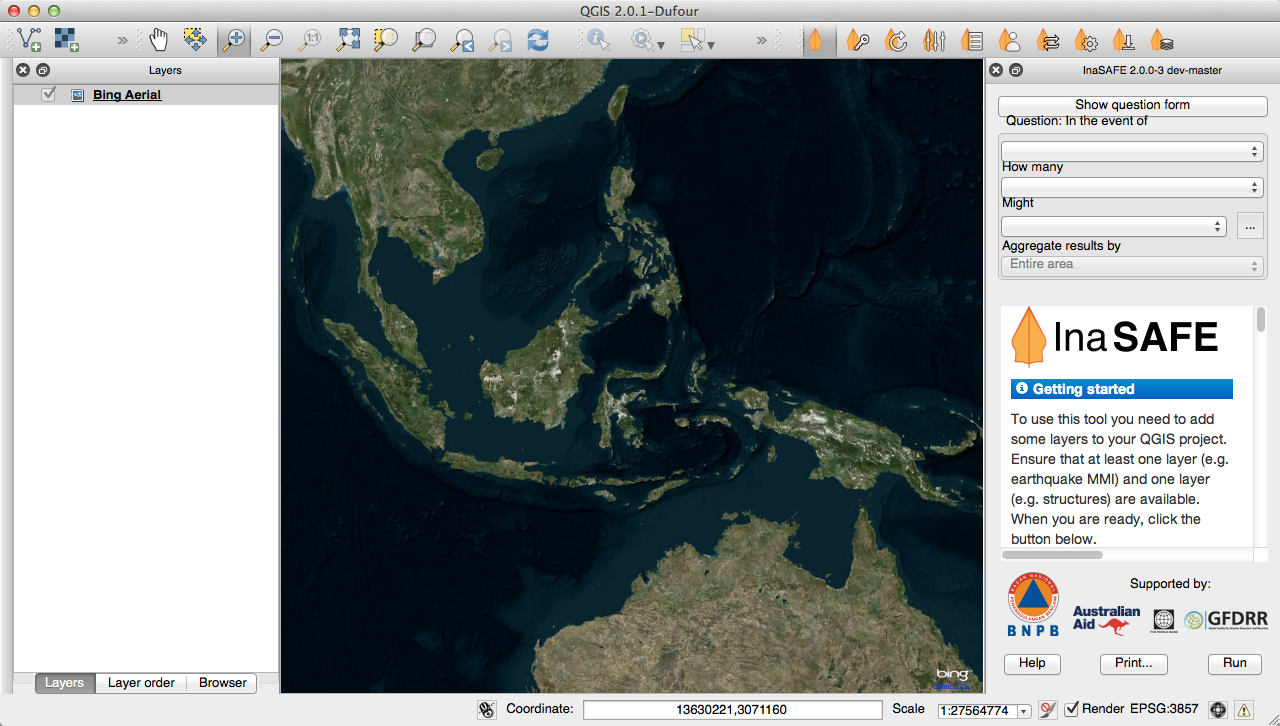 QGIS 2.0.1-Dufour
»
1:1
»
Layers
Bing Aerial
InaSAFE 2.0.0-3 dev-master
Show question form
Question: In the event of
How many
Might
...
Aggregate results by
Entire area
InaSAFE
Getting started
To use this tool you need to add
some layers to your QGIS project.
Ensure that at least one layer (e.g.
earthquake MMI) and one layer
(e.g. structures) are available.
When you are ready, click the
button below.
Supported by:
BNPB
Australian
Aid
GFDRR
Help
Print...
Run
bing
Layers
Layer order
Browser
Coordinate:
13630221,3071160
Scale
1:27564774
Render
EPSG:3857